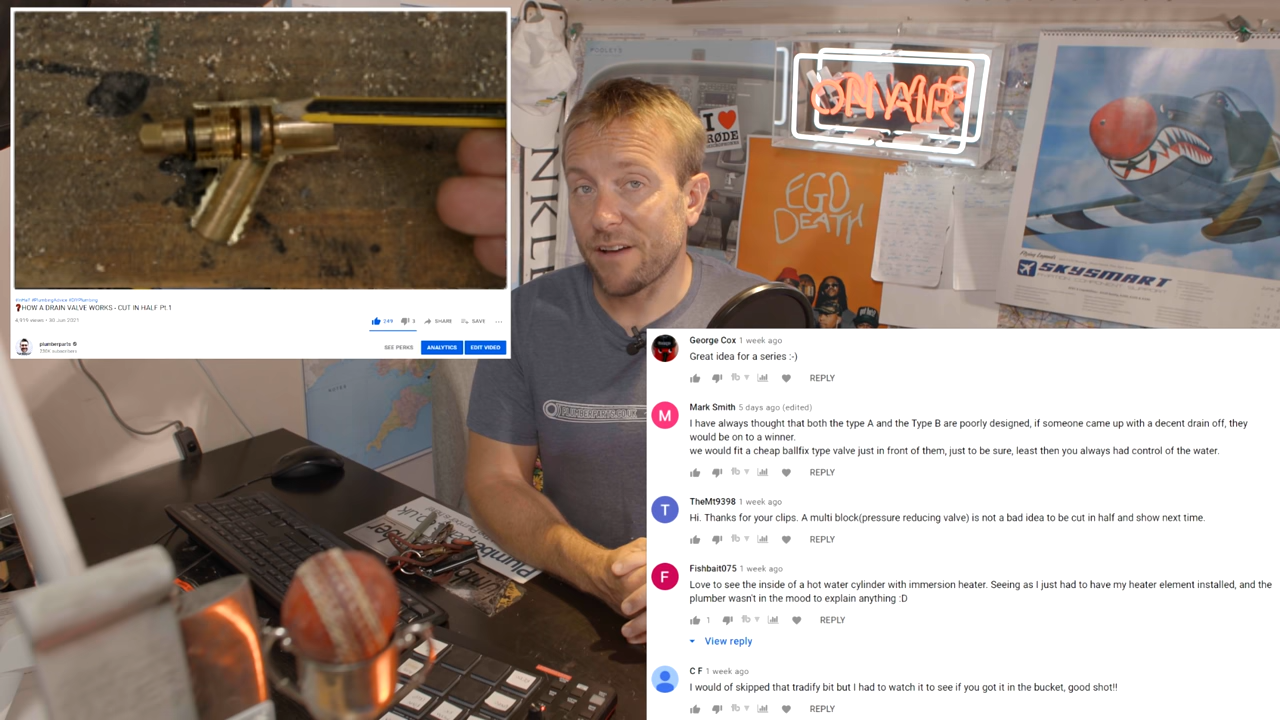 #InHalf #PlumbingAdvice #DIYPlumbing
❓HOW A DRAIN VALVE WORKS - CUT IN HALF Pt.1
4,919 views • 30 Jun 2021
249
3
SHARE
SAVE
plumberparts
SEE PERKS
ANALYTICS
EDIT VIDEO
I ❤ RØDE
ON AIR
EGO DEATH
SKYSMART
PLUMBERPARTS.CO.UK
George Cox 1 week ago
Great idea for a series :-)
REPLY
M
Mark Smith 5 days ago (edited)
I have always thought that both the type A and the Type B are poorly designed, if someone came up with a decent drain off, they
would be on to a winner.
we would fit a cheap ballfix type valve just in front of them, just to be sure, least then you always had control of the water.
REPLY
T
TheMt9398 1 week ago
Hi. Thanks for your clips. A multi block(pressure reducing valve) is not a bad idea to be cut in half and show next time.
REPLY
F
Fishbait075 1 week ago
Love to see the inside of a hot water cylinder with immersion heater. Seeing as I just had to have my heater element installed, and the
plumber wasn't in the mood to explain anything :D
1
REPLY
View reply
C F 1 week ago
I would of skipped that tradify bit but I had to watch it to see if you got it in the bucket, good shot!!
REPLY